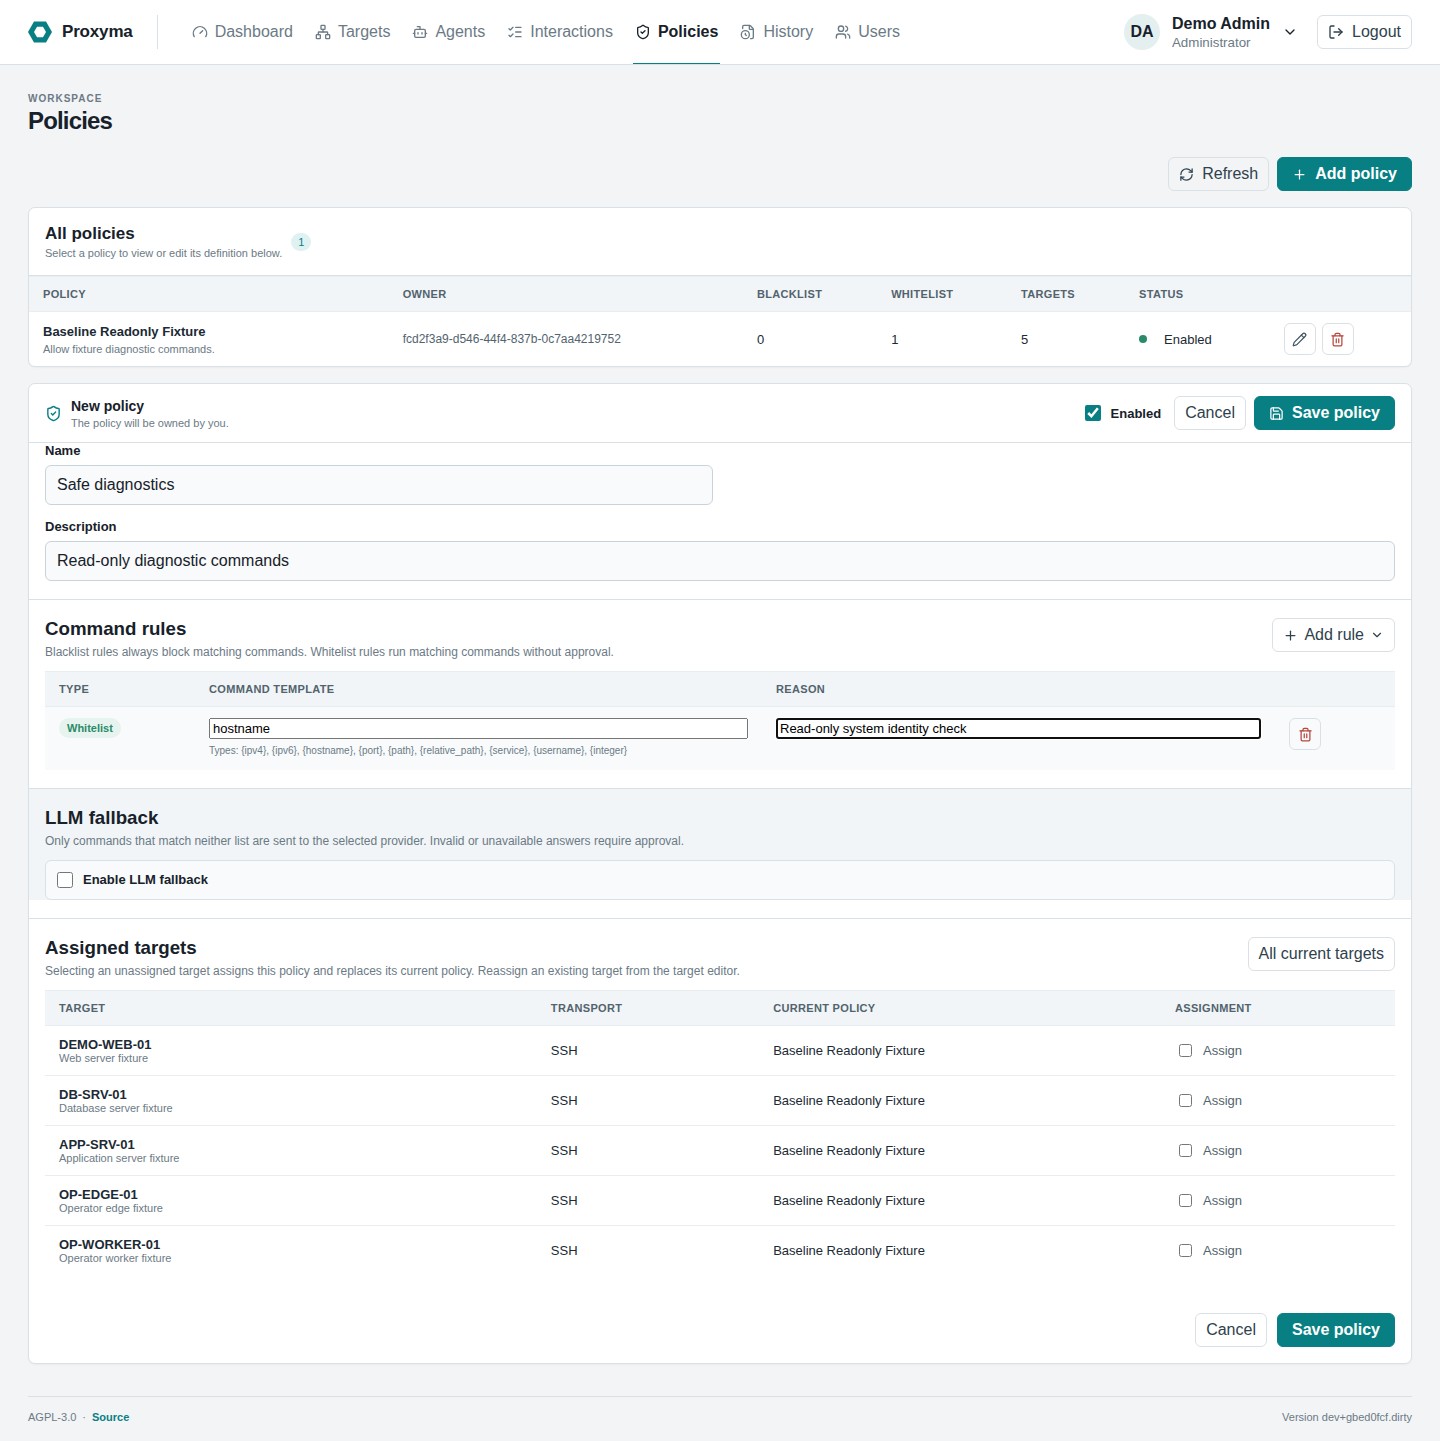 Proxyma
Dashboard
Targets
Agents
Interactions
Policies
History
Users
DA
Demo Admin
Administrator
Logout
WORKSPACE
Policies
Refresh
Add policy
All policies
Select a policy to view or edit its definition below.
1
POLICY OWNER BLACKLIST WHITELIST TARGETS STATUS
Baseline Readonly Fixture
Allow fixture diagnostic commands.
fcd2f3a9-d546-44f4-837b-0c7aa4219752 0 1 5 Enabled
New policy
The policy will be owned by you.
Enabled
Cancel
Save policy
Name
Safe diagnostics
Description
Read-only diagnostic commands
Command rules
Blacklist rules always block matching commands. Whitelist rules run matching commands without approval.
Add rule
TYPE COMMAND TEMPLATE REASON
Whitelist hostname Read-only system identity check
Types: {ipv4}, {ipv6}, {hostname}, {port}, {path}, {relative_path}, {service}, {username}, {integer}
LLM fallback
Only commands that match neither list are sent to the selected provider. Invalid or unavailable answers require approval.
Enable LLM fallback
Assigned targets
Selecting an unassigned target assigns this policy and replaces its current policy. Reassign an existing target from the target editor.
All current targets
TARGET TRANSPORT CURRENT POLICY ASSIGNMENT
DEMO-WEB-01
Web server fixture
SSH Baseline Readonly Fixture Assign
DB-SRV-01
Database server fixture
SSH Baseline Readonly Fixture Assign
APP-SRV-01
Application server fixture
SSH Baseline Readonly Fixture Assign
OP-EDGE-01
Operator edge fixture
SSH Baseline Readonly Fixture Assign
OP-WORKER-01
Operator worker fixture
SSH Baseline Readonly Fixture Assign
Cancel
Save policy
AGPL-3.0 · Source
Version dev+gbed0fcf.dirty